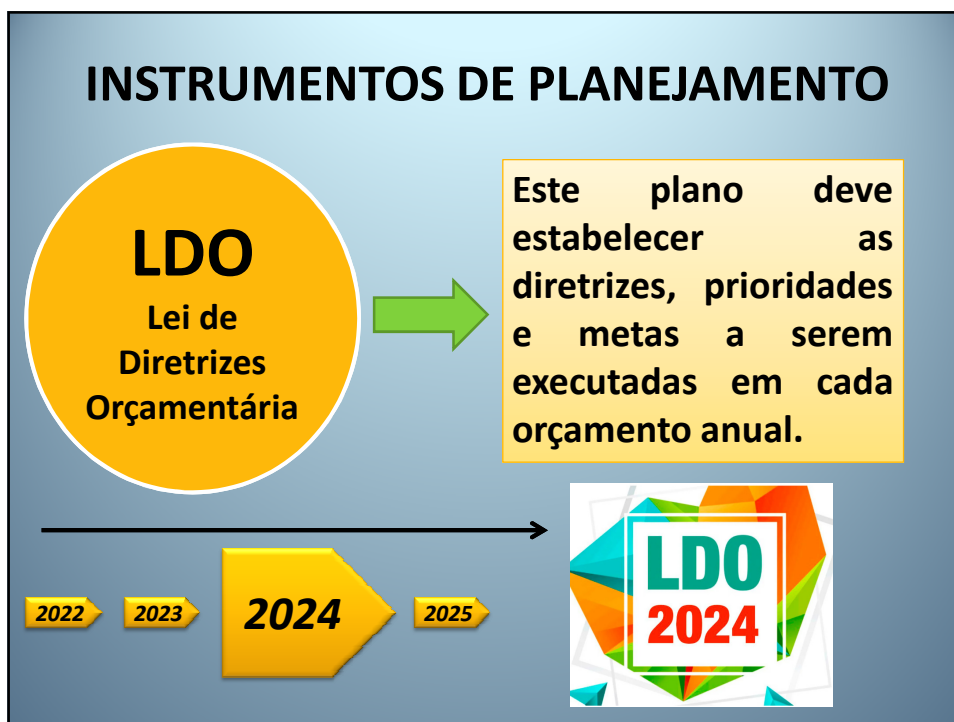 INSTRUMENTOS DE PLANEJAMENTO
LDO
Lei de
Diretrizes
Orçamentária
Este plano deve
estabelecer as
diretrizes, prioridades
e metas a serem
executadas em cada
orçamento anual.
2022
2023
2024
2025
LDO
2024